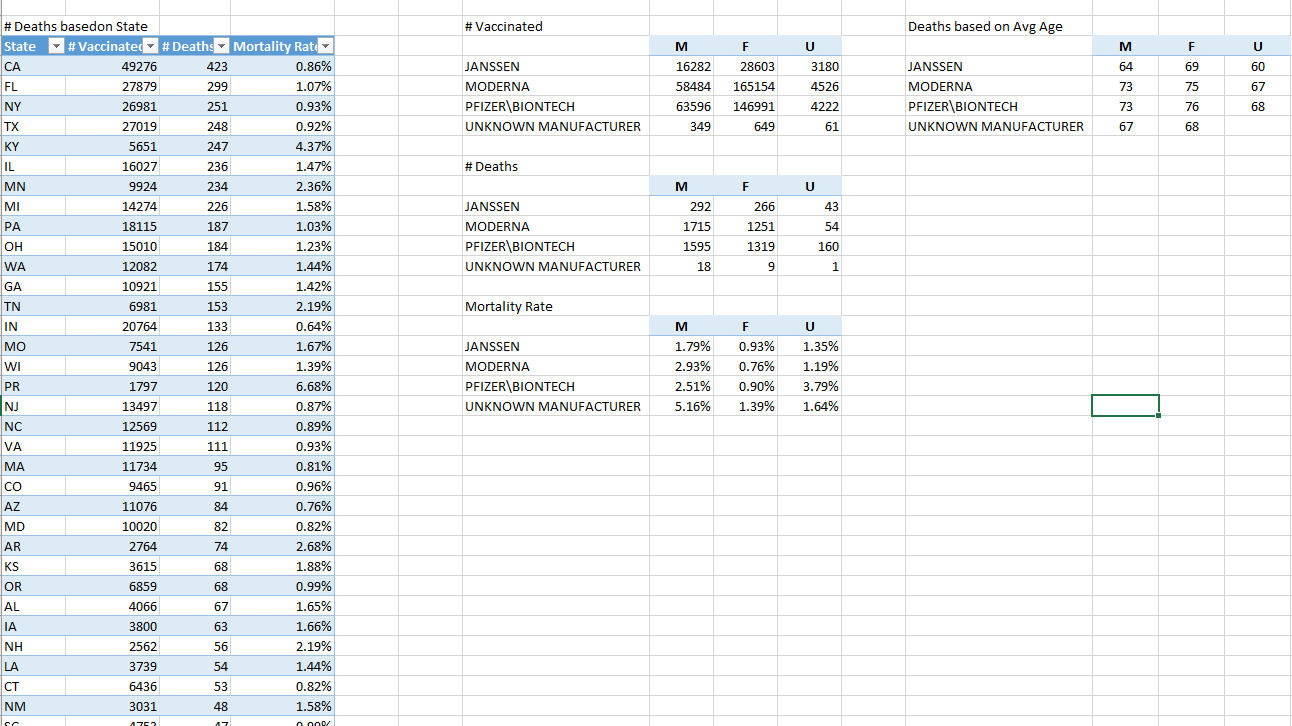 # Deaths basedon State # Vaccinated Deaths based on Avg Age
State # Vaccinated # Deaths Mortality Rate M F U M F U
CA 49276 423 0.86% JANSSEN 16282 28603 3180 JANSSEN 64 69 60
FL 27879 299 1.07% MODERNA 58484 165154 4526 MODERNA 73 75 67
NY 26981 251 0.93% PFIZER\BIONTECH 63596 146991 4222 PFIZER\BIONTECH 73 76 68
TX 27019 248 0.92% UNKNOWN MANUFACTURER 349 649 61 UNKNOWN MANUFACTURER 67 68
KY 5651 247 4.37%
IL 16027 236 1.47% # Deaths
MN 9924 234 2.36% M F U
MI 14274 226 1.58% JANSSEN 292 266 43
PA 18115 187 1.03% MODERNA 1715 1251 54
OH 15010 184 1.23% PFIZER\BIONTECH 1595 1319 160
WA 12082 174 1.44% UNKNOWN MANUFACTURER 18 9 1
GA 10921 155 1.42%
TN 6981 153 2.19% Mortality Rate
IN 20764 133 0.64% M F U
MO 7541 126 1.67% JANSSEN 1.79% 0.93% 1.35%
WI 9043 126 1.39% MODERNA 2.93% 0.76% 1.19%
PR 1797 120 6.68% PFIZER\BIONTECH 2.51% 0.90% 3.79%
NJ 13497 118 0.87% UNKNOWN MANUFACTURER 5.16% 1.39% 1.64%
NC 12569 112 0.89%
VA 11925 111 0.93%
MA 11734 95 0.81%
CO 9465 91 0.96%
AZ 11076 84 0.76%
MD 10020 82 0.82%
AR 2764 74 2.68%
KS 3615 68 1.88%
OR 6859 68 0.99%
AL 4066 67 1.65%
IA 3800 63 1.66%
NH 2562 56 2.19%
LA 3739 54 1.44%
CT 6436 53 0.82%
NM 3031 48 1.58%